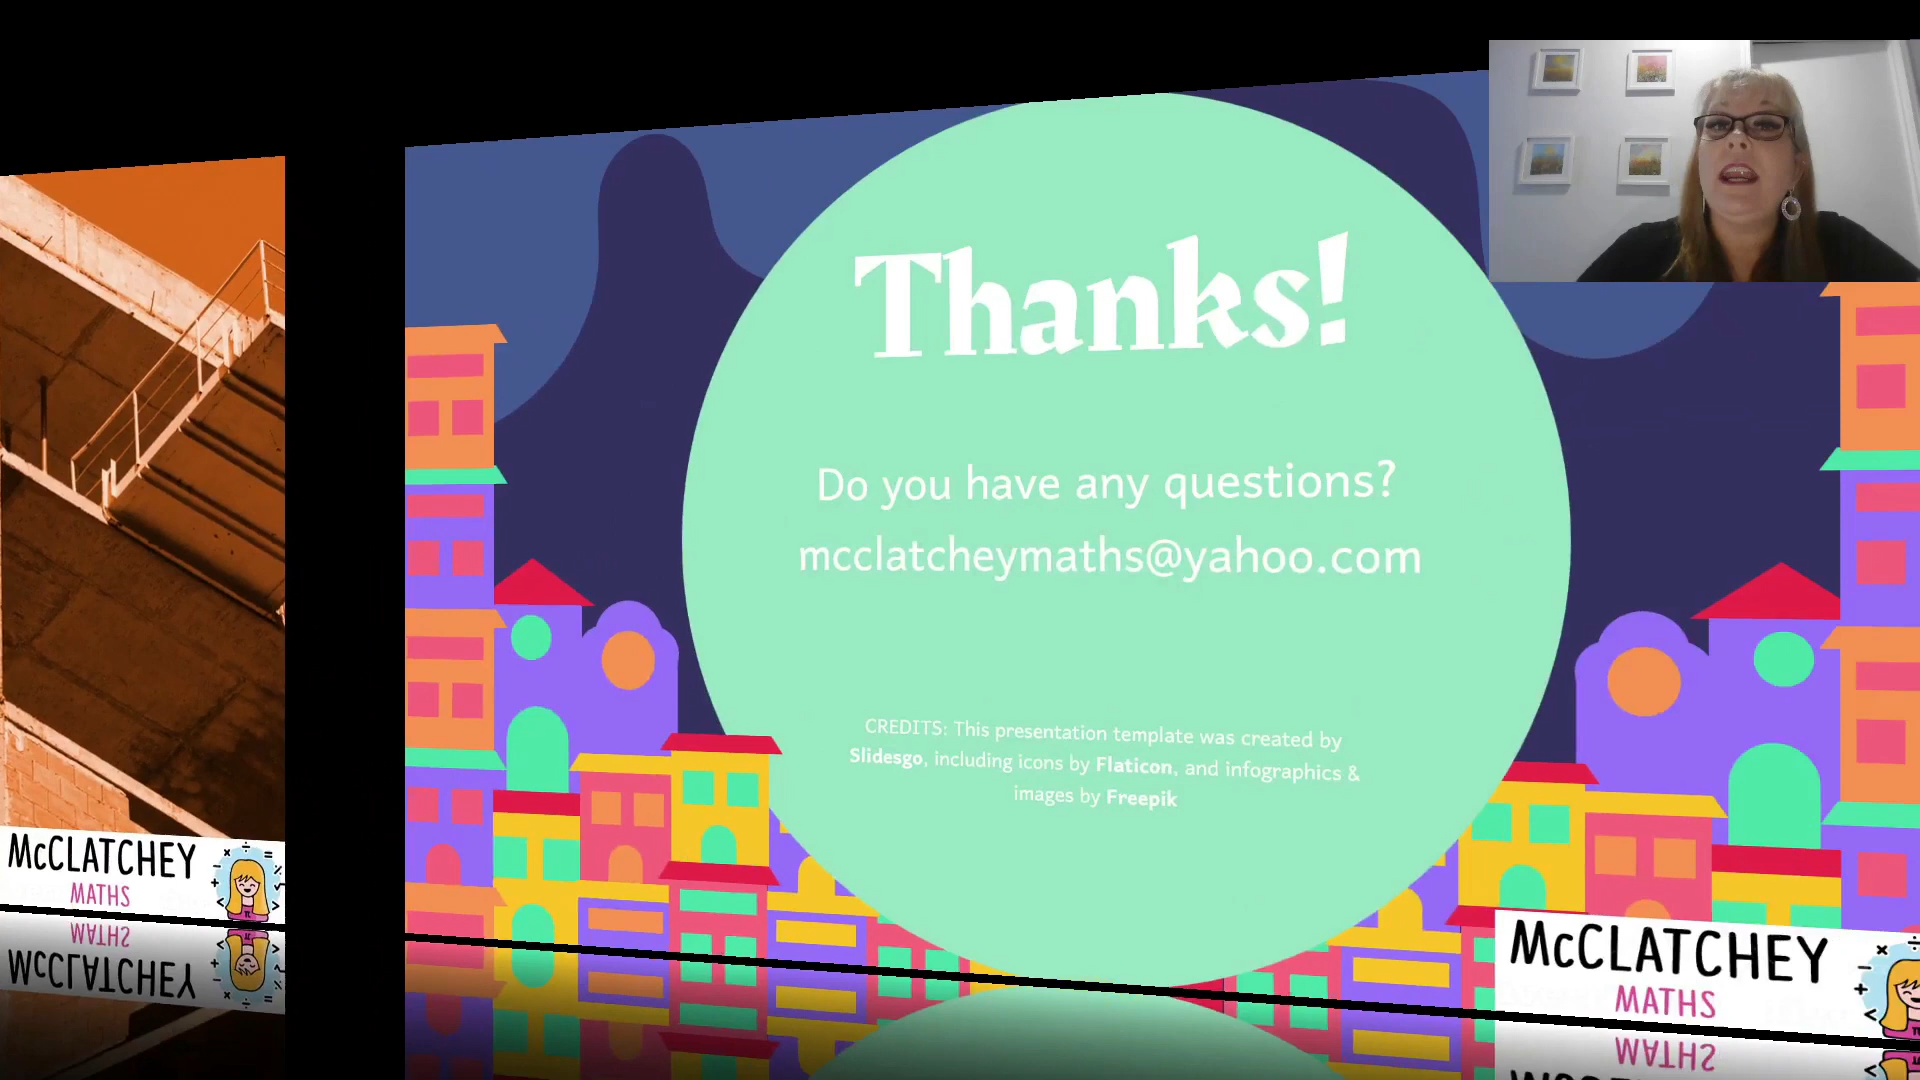 Thanks!
Do you have any questions?
mcclatcheymaths@yahoo.com
CREDITS: This presentation template was created by
Slidesgo, including icons by Flaticon, and infographics &
images by Freepik
McCLATCHEY
MATHS
McCLATCHEY
MATHS